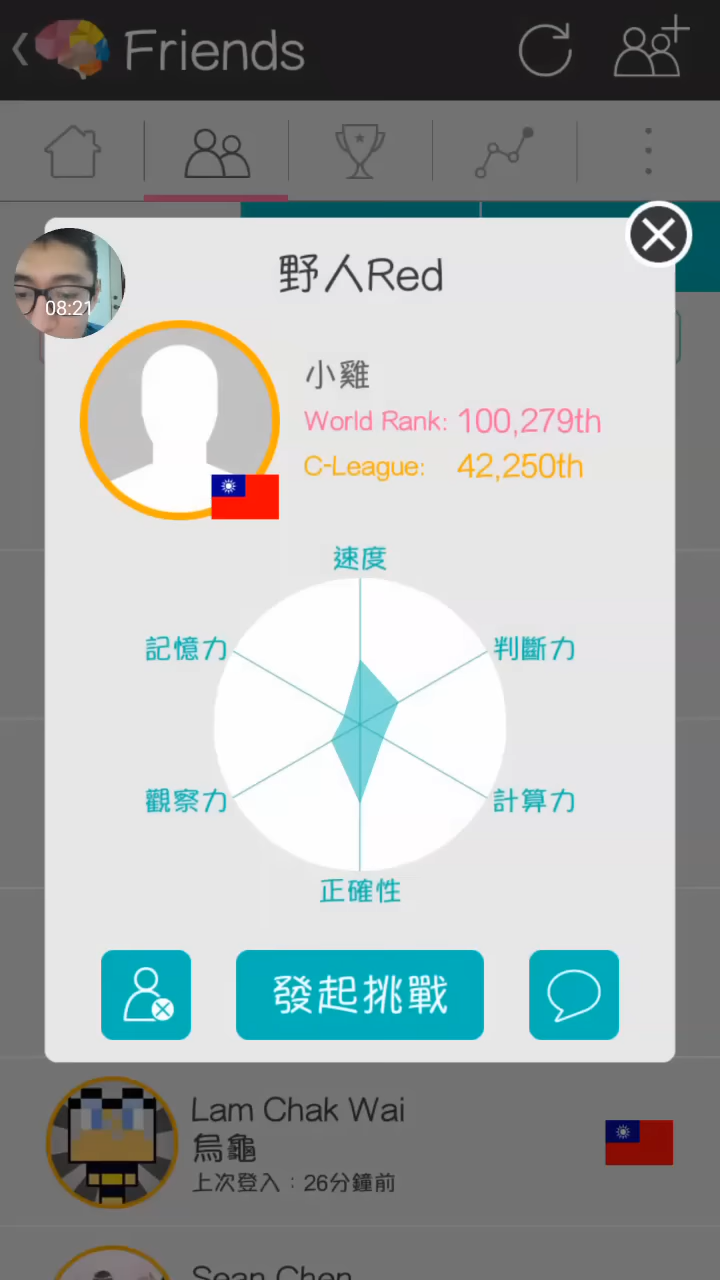 Friends
野人Red
08:21
小雞
World Rank: 100,279th
C-League: 42,250th
速度
記憶力
判斷力
觀察力
計算力
正確性
發起挑戰
Lam Chak Wai
烏龜
上次登入：26分鐘前
Sean Chen